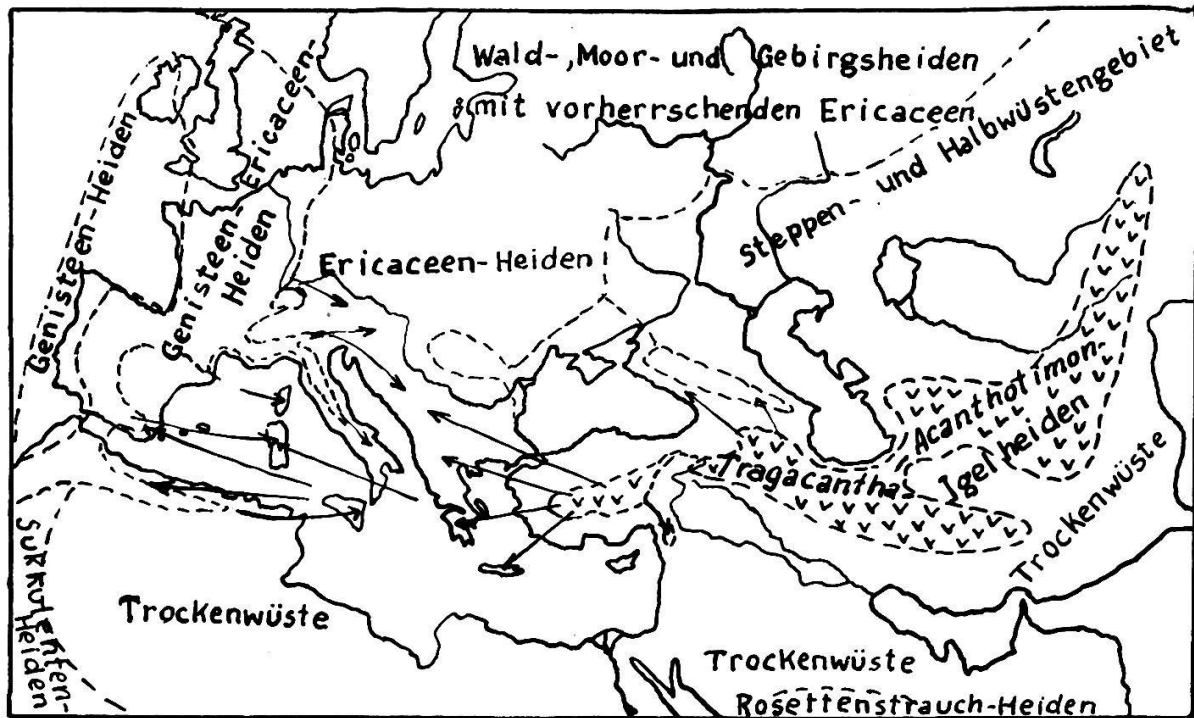 Wald-, Moor- und Gebirgsheiden
mit vorherrschenden Ericaceen
Genisteen-Heiden
Ericaceen-
Genisteen-
Heiden
Ericaceen-Heiden
Steppen- und Halbwüstengebiet
Acantholimon-
Igelheiden
Tragacantha-
Trockenwüste
Sukkulenten-
Heiden
Trockenwüste
Trockenwüste
Rosettenstrauch-Heiden